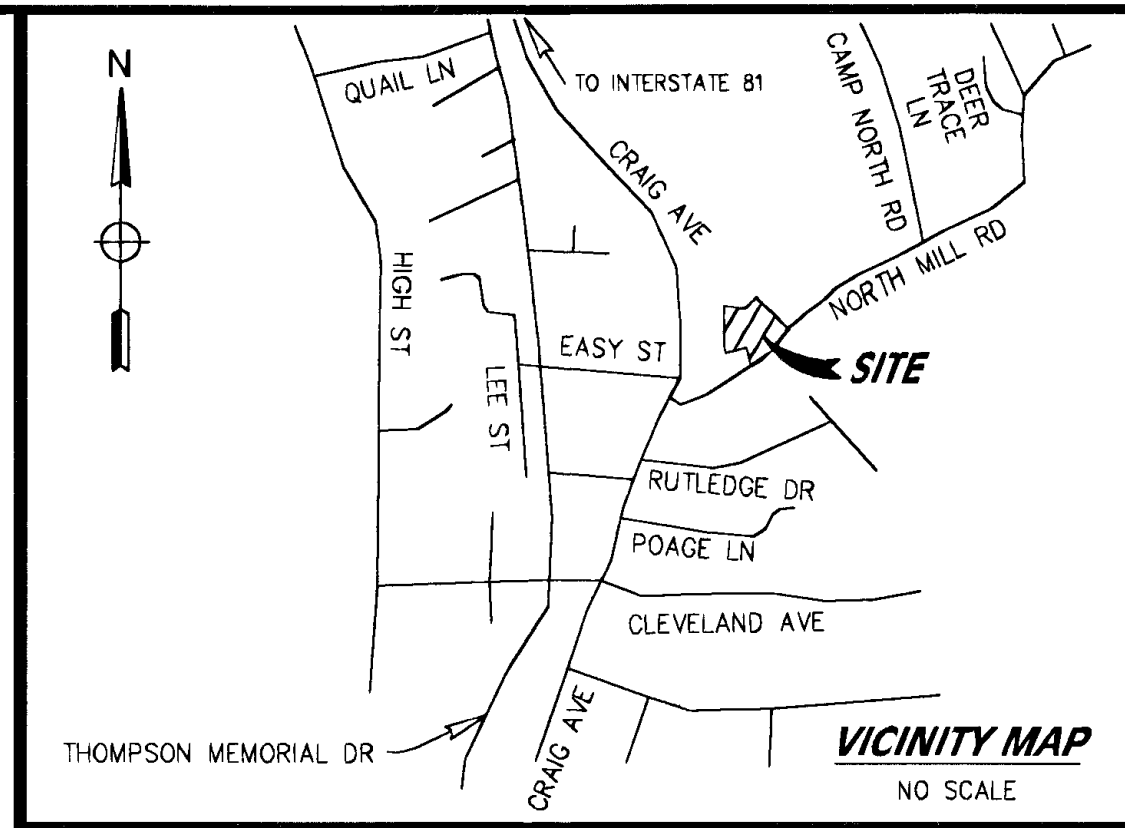 N
QUAIL LN
TO INTERSTATE 81
CRAIG AVE
CAMP NORTH RD
DEER
TRACE
LN
NORTH MILL RD
HIGH ST
LEE ST
EASY ST
SITE
RUTLEDGE DR
POAGE LN
CLEVELAND AVE
THOMPSON MEMORIAL DR
CRAIG AVE
VICINITY MAP
NO SCALE